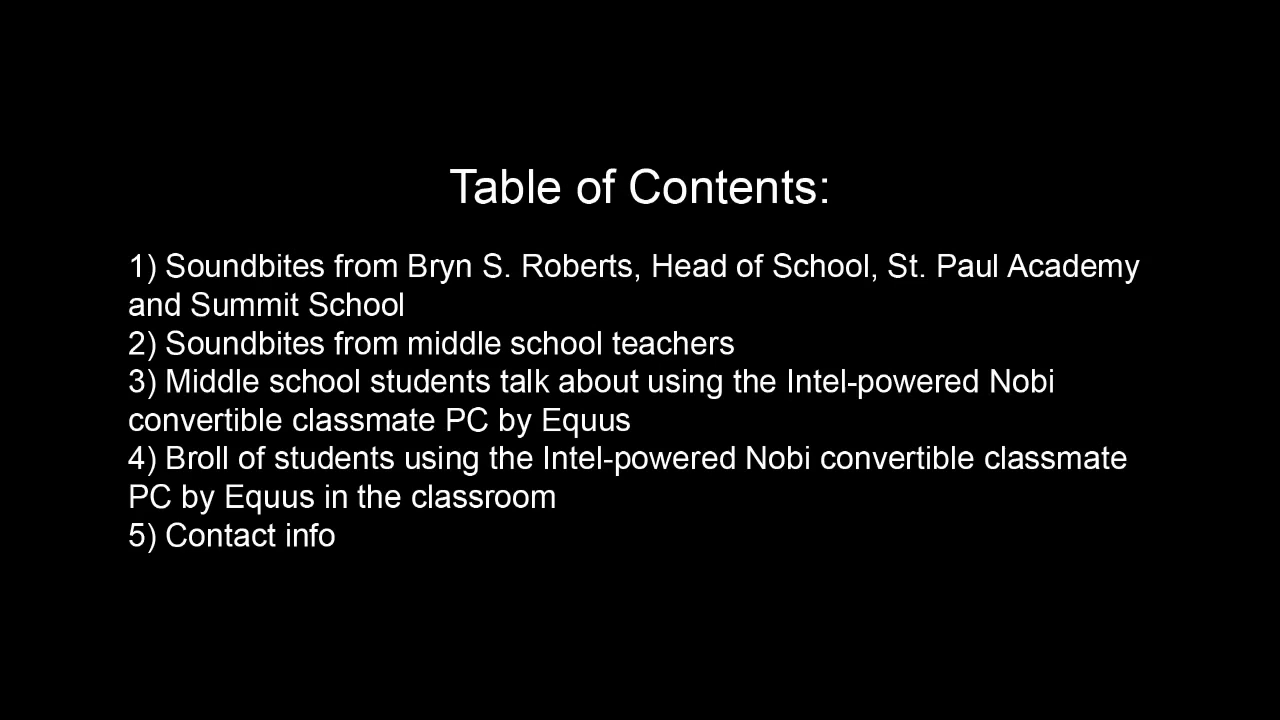 Table of Contents:
1) Soundbites from Bryn S. Roberts, Head of School, St. Paul Academy
and Summit School
2) Soundbites from middle school teachers
3) Middle school students talk about using the Intel-powered Nobi
convertible classmate PC by Equus
4) Broll of students using the Intel-powered Nobi convertible classmate
PC by Equus in the classroom
5) Contact info